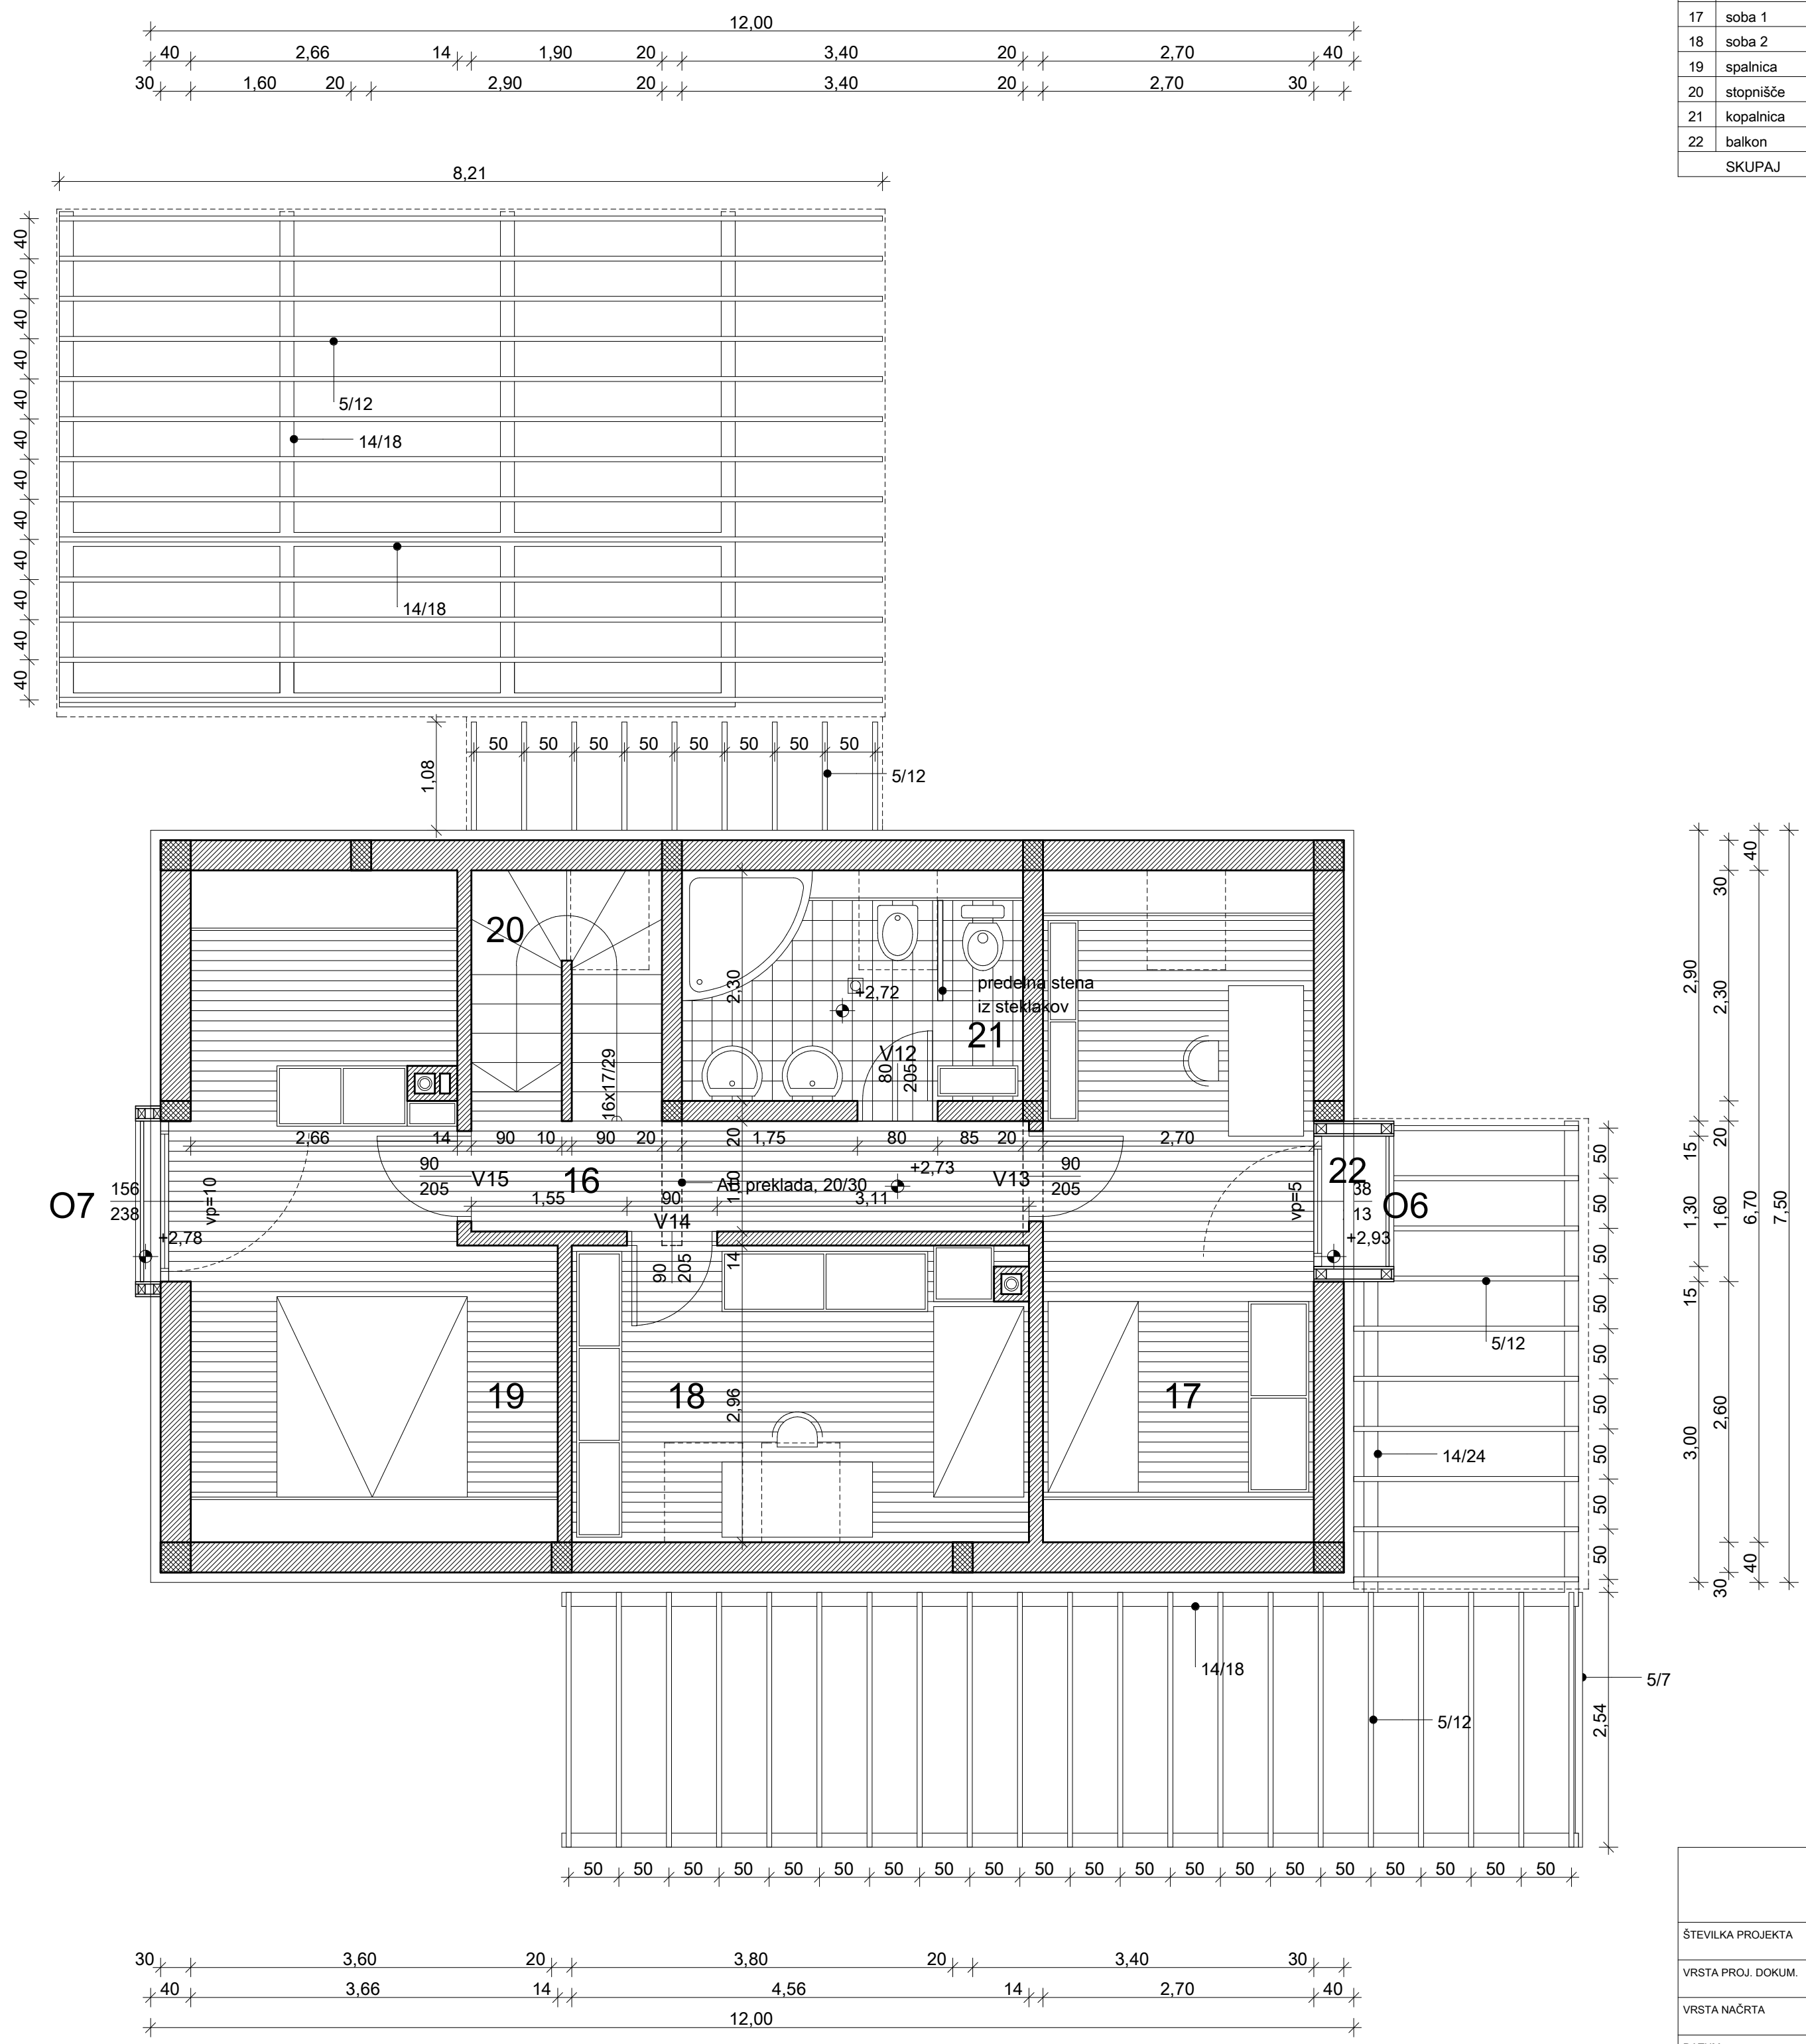 12,00
40 2,66 14 1,90 20 3,40 20 2,70 40
30 1,60 20 2,90 20 3,40 20 2,70 30
17 soba 1
18 soba 2
19 spalnica
20 stopnišče
21 kopalnica
22 balkon
SKUPAJ
8,21
40
40
40
40
40
40
40
40
40
40
40
40
5/12
14/18
14/18
50 50 50 50 50 50 50 50
1,08
5/12
20
16x17/29
2,30
+2,72
predelna stena
iz steklakov
21
V12
80
205
2,66 14 90 10 90 20 1,75 80 85 20 2,70
20
90
205
V15
16
AB preklada, 20/30
+2,73
V13
90
205
1,55 90 3,11
V14
90
205
14
O7
156
238
vp=10
+2,78
22
38
13
O6
vp=5
+2,93
19
18
2,96
17
50
50
50
50
50
50
50
50
50
5/12
14/24
2,90
15
1,30
15
3,00
30
2,30
20
1,60
2,60
30
40
6,70
40
7,50
14/18
5/7
5/12
2,54
50 50 50 50 50 50 50 50 50 50 50 50 50 50 50 50 50 50 50 50
30 3,60 20 3,80 20 3,40 30
40 3,66 14 4,56 14 2,70 40
12,00
ŠTEVILKA PROJEKTA
VRSTA PROJ. DOKUM.
VRSTA NAČRTA